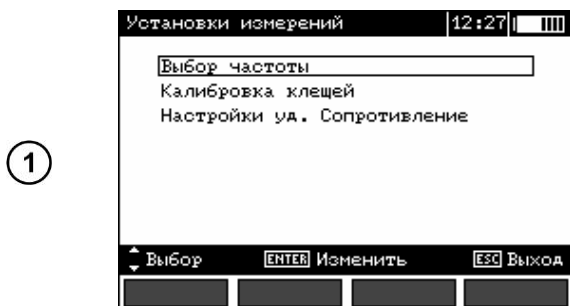 Установки измерений 12:27
Выбор частоты
Калибровка клещей
Настройки уд. Сопротивление
1
Выбор ENTER Изменить ESC Выход